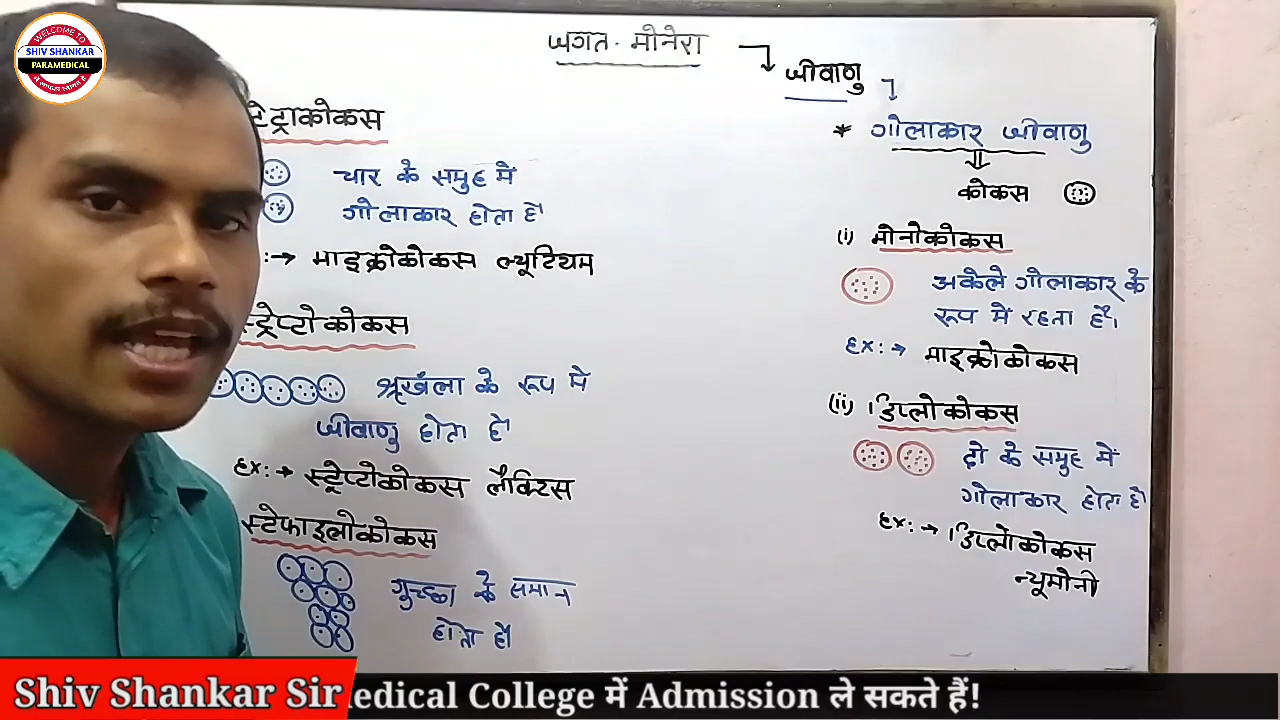 WELCOME TO
SHIV SHANKAR
PARAMEDICAL
जगत - मोनेरा
जीवाणु
* गोलाकार जीवाणु
कोकस
(i) मोनोकोकस
अकेले गोलाकार के
रूप में रहता है।
Ex:→ माइक्रोकोकस
(ii) डिप्लोकोकस
दो के समुह में
गोलाकार होता है
Ex:→ डिप्लोकोकस
न्यूमोनी
टेट्राकोकस
चार के समुह में
गोलाकार होता है
:→ माइक्रोकोकस ल्यूटियम
स्ट्रेप्टोकोकस
श्रृखंला के रूप में
जीवाणु होता है
Ex:→ स्ट्रेप्टोकोकस लैक्टिस
स्टेफाइलोकोकस
गुच्छा के समान
होता है
Shiv Shankar Sir
edical College में Admission ले सकते हैं!